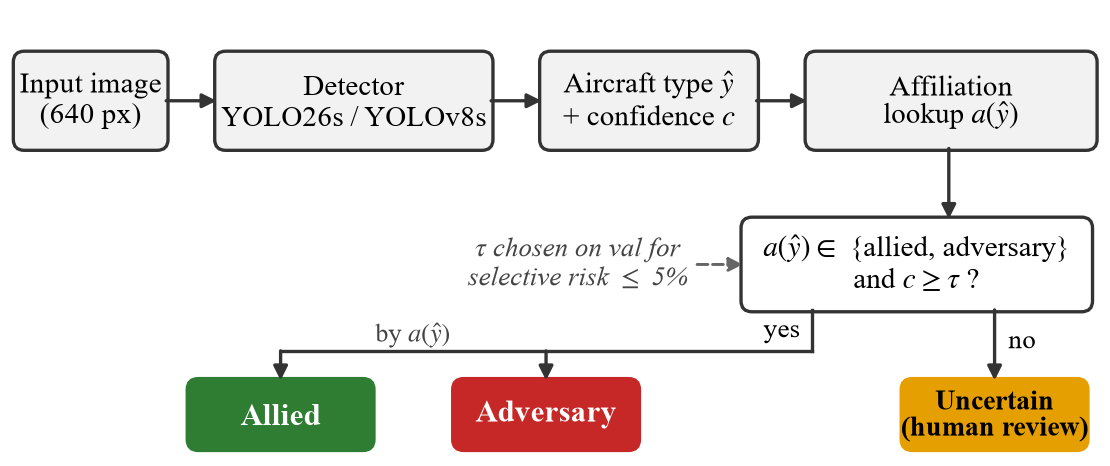 Input image
(640 px)
Detector
YOLO26s / YOLOv8s
Aircraft type ŷ
+ confidence c
Affiliation
lookup a(ŷ)
τ chosen on val for
selective risk ≤ 5%
a(ŷ) ∈ {allied, adversary}
and c ≥ τ ?
by a(ŷ)
yes
no
Allied
Adversary
Uncertain
(human review)